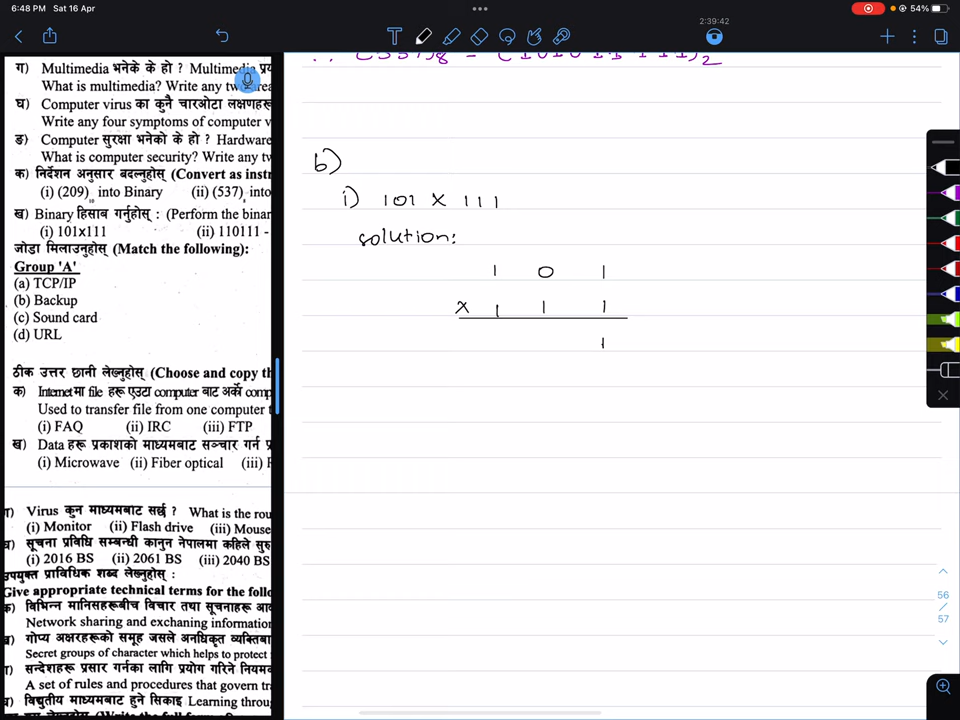 6:48 PM Sat 16 Apr
54%
2:39:42
ग) Multimedia भनेके के हो ? Multimedia
What is multimedia? Write any
घ) Computer virus का कुनै चारओटा लक्षणहरू
Write any four symptoms of computer v
ङ) Computer सुरक्षा भनेको के हो ? Hardware
What is computer security? Write any tw
क) निर्देशन अनुसार बदल्नुहोस् (Convert as inst
(i) (209)10 into Binary (ii) (537)8 into
ख) Binary हिसाब गर्नुहोस् : (Perform the binar
(i) 101x111 (ii) 110111 -
जोडा मिलाउनुहोस् (Match the following):
Group 'A'
(a) TCP/IP
(b) Backup
(c) Sound card
(d) URL
ठीक उत्तर छानी लेख्नुहोस् (Choose and copy th
क) Internet मा file हरू एउटा computer बाट अर्को comp
Used to transfer file from one computer t
(i) FAQ (ii) IRC (iii) FTP
ख) Data हरू प्रकाशको माध्यमबाट सञ्चार गर्न प्र
(i) Microwave (ii) Fiber optical (iii) F
Virus कुन माध्यमबाट सर्छ ? What is the rou
(i) Monitor (ii) Flash drive (iii) Mouse
सूचना प्रविधि सम्बन्धी कानुन नेपालमा कहिले सुरु
(i) 2016 BS (ii) 2061 BS (iii) 2040 BS
उपयुक्त प्राविधिक शब्द लेख्नुहोस् :
Give appropriate technical terms for the follo
क) विभिन्न मानिसहरूबीच विचार तथा सूचनाहरू आद
Network sharing and exchaning information
गोप्य अक्षरहरूको समूह जसले अनधिकृत व्यक्तिबा
Secret groups of character which helps to protect
सन्देशहरू प्रसार गर्नका लागि प्रयोग गरिने नियमक
A set of rules and procedures that govern tra
विद्युतीय माध्यमबाट हुने सिकाइ Learning throu
b)
i) 101 x 111
solution:
1 0 1
x 1 1 1
1
56
/
57